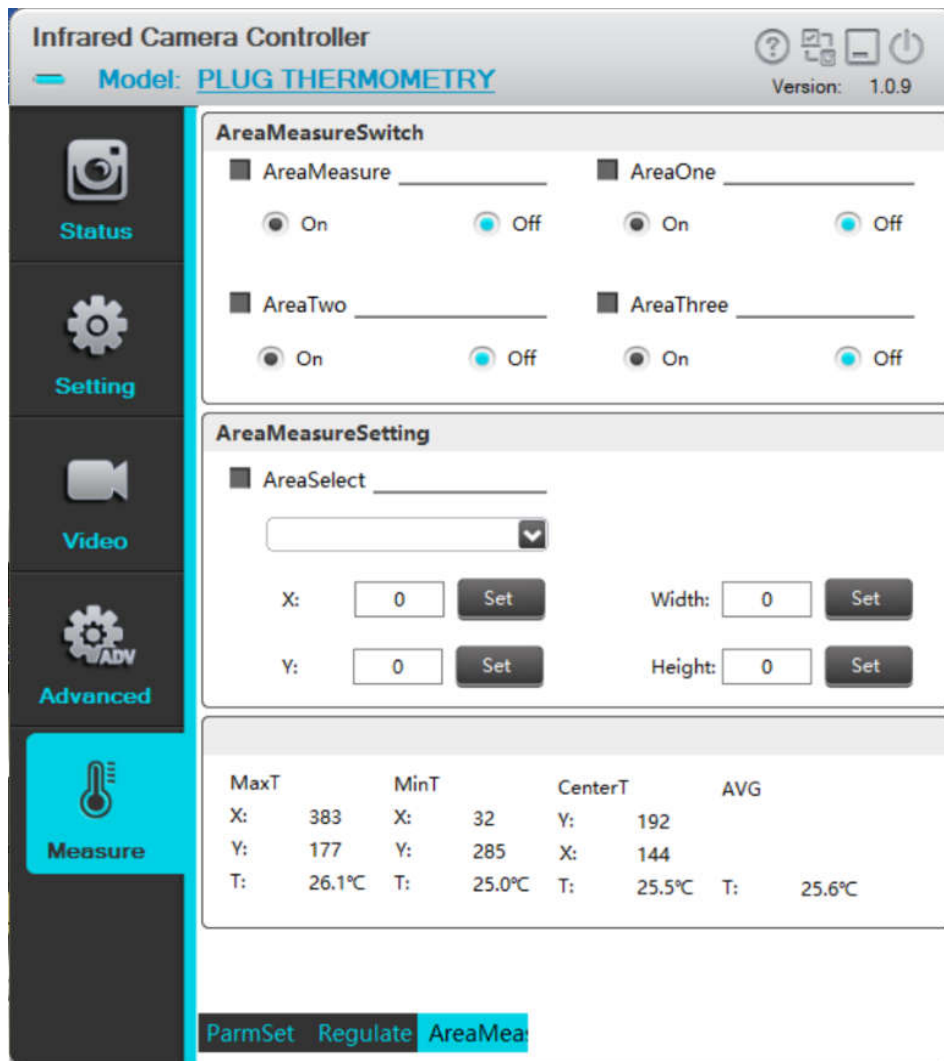 Infrared Camera Controller
Model: PLUG THERMOMETRY
Version: 1.0.9
Status
Setting
Video
ADV
Advanced
Measure
AreaMeasureSwitch
AreaMeasure AreaOne
On Off On Off
AreaTwo AreaThree
On Off On Off
AreaMeasureSetting
AreaSelect
X: 0 Set Width: 0 Set
Y: 0 Set Height: 0 Set
MaxT MinT CenterT AVG
X: 383 X: 32 Y: 192
Y: 177 Y: 285 X: 144
T: 26.1℃ T: 25.0℃ T: 25.5℃ T: 25.6℃
ParmSet Regulate AreaMea